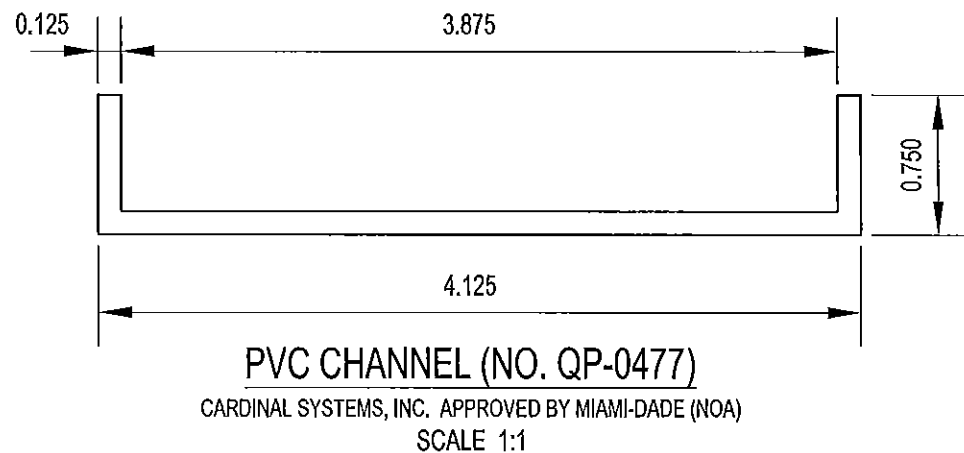 0.125
3.875
0.750
4.125
PVC CHANNEL (NO. QP-0477)
CARDINAL SYSTEMS, INC. APPROVED BY MIAMI-DADE (NOA)
SCALE 1:1